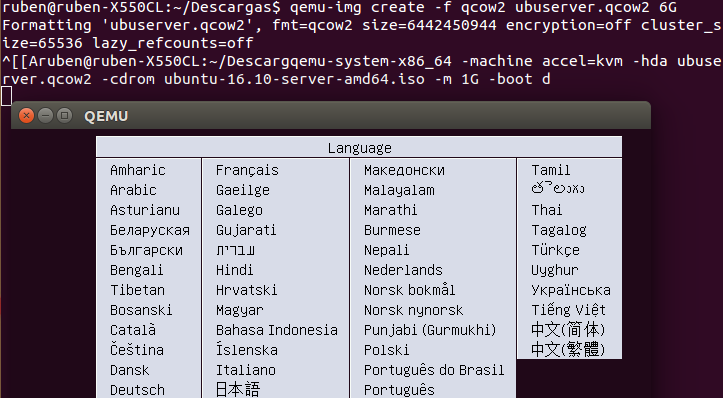 ruben@ruben-X550CL:~/Descargas$ qemu-img create -f qcow2 ubuserver.qcow2 6G
Formatting 'ubuserver.qcow2', fmt=qcow2 size=6442450944 encryption=off cluster_s
ize=65536 lazy_refcounts=off
^[[Aruben@ruben-X550CL:~/Descargqemu-system-x86_64 -machine accel=kvm -hda ubuse
rver.qcow2 -cdrom ubuntu-16.10-server-amd64.iso -m 1G -boot d
QEMU
Language
Amharic
Arabic
Asturianu
Беларуская
Български
Bengali
Tibetan
Bosanski
Català
Čeština
Dansk
Deutsch
Français
Gaeilge
Galego
Gujarati
עברית
Hindi
Hrvatski
Magyar
Bahasa Indonesia
Íslenska
Italiano
日本語
Македонски
Malayalam
Marathi
Burmese
Nepali
Nederlands
Norsk bokmål
Norsk nynorsk
Punjabi (Gurmukhi)
Polski
Português do Brasil
Português
Tamil
తెలుగు
Thai
Tagalog
Türkçe
Uyghur
Українська
Tiếng Việt
中文(简体)
中文(繁體)